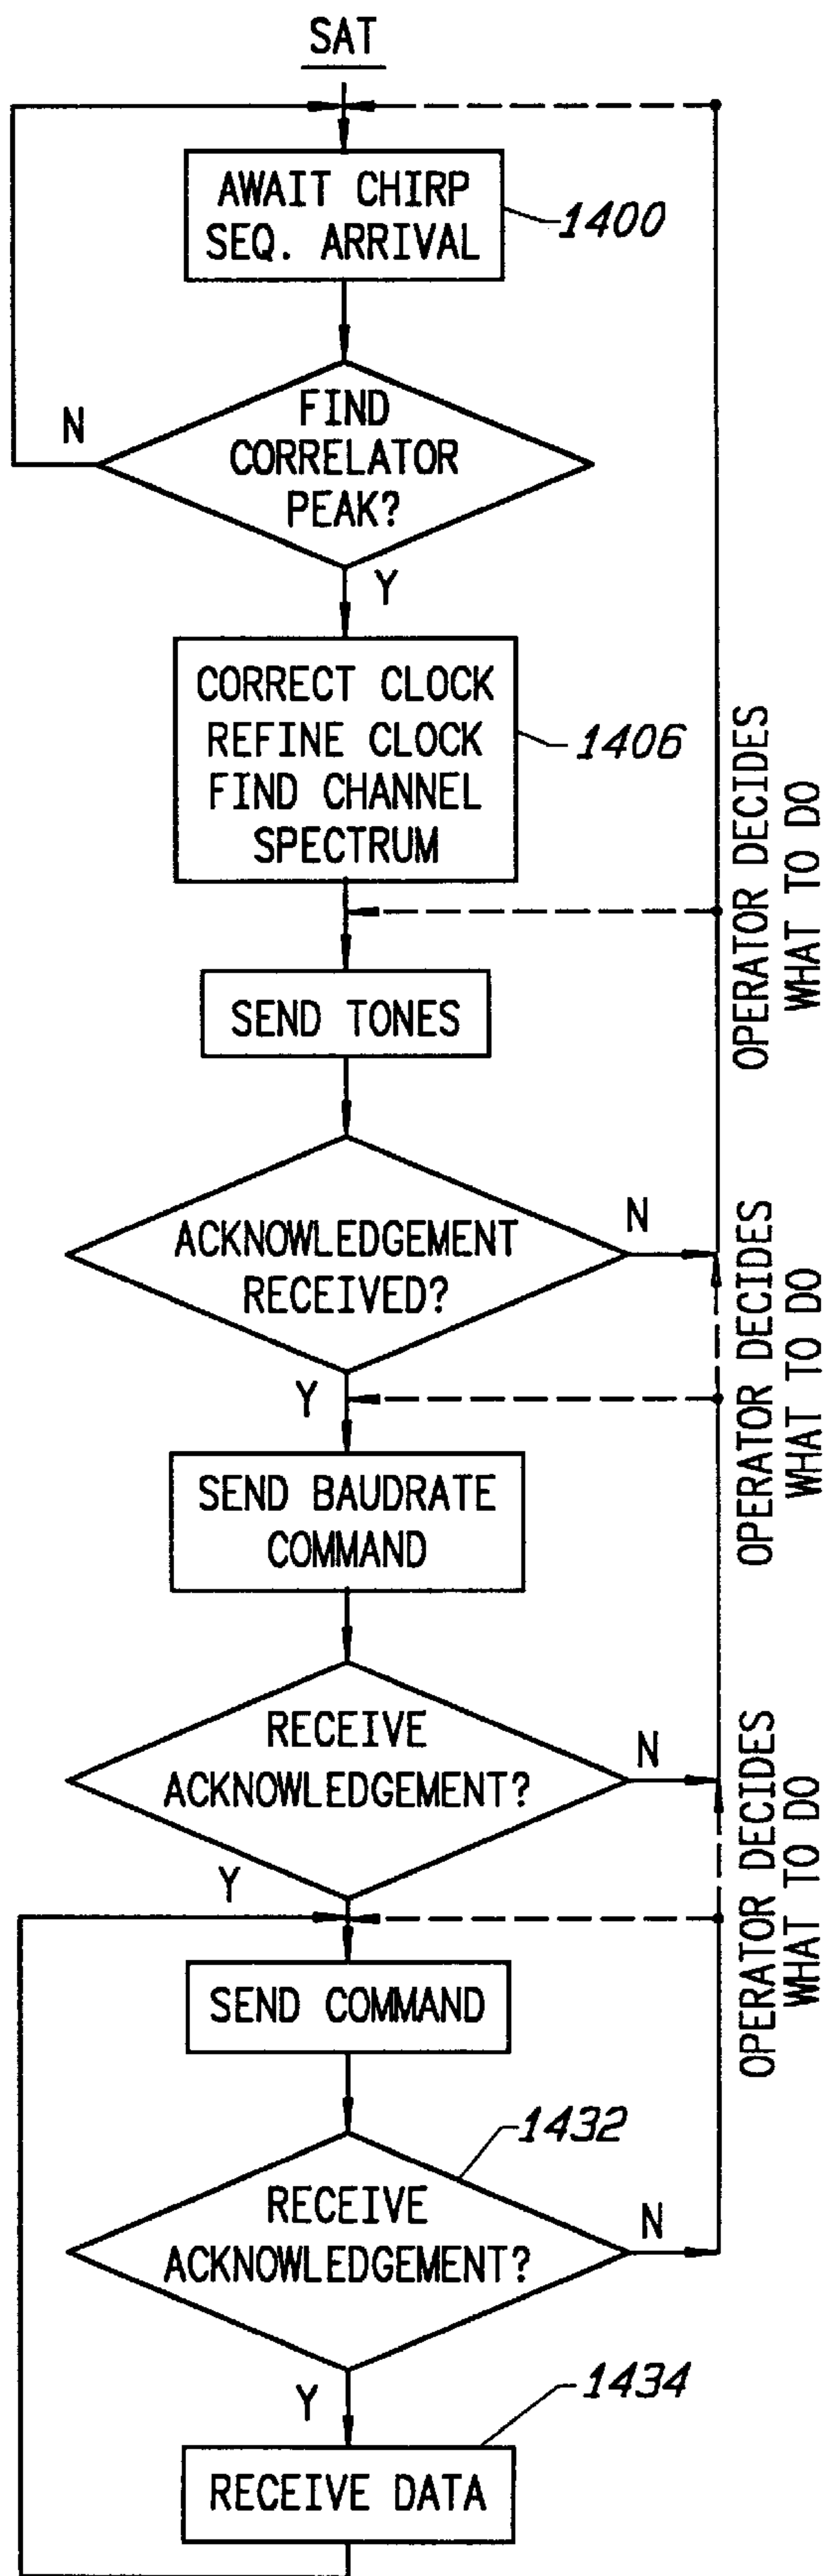 SAT
AWAIT CHIRP
SEQ. ARRIVAL
1400
FIND
CORRELATOR
PEAK?
N
Y
CORRECT CLOCK
REFINE CLOCK
FIND CHANNEL
SPECTRUM
1406
OPERATOR DECIDES
WHAT TO DO
SEND TONES
ACKNOWLEDGEMENT
RECEIVED?
N
Y
OPERATOR DECIDES
WHAT TO DO
SEND BAUDRATE
COMMAND
RECEIVE
ACKNOWLEDGEMENT?
N
Y
OPERATOR DECIDES
WHAT TO DO
SEND COMMAND
1432
RECEIVE
ACKNOWLEDGEMENT?
N
Y
1434
RECEIVE DATA